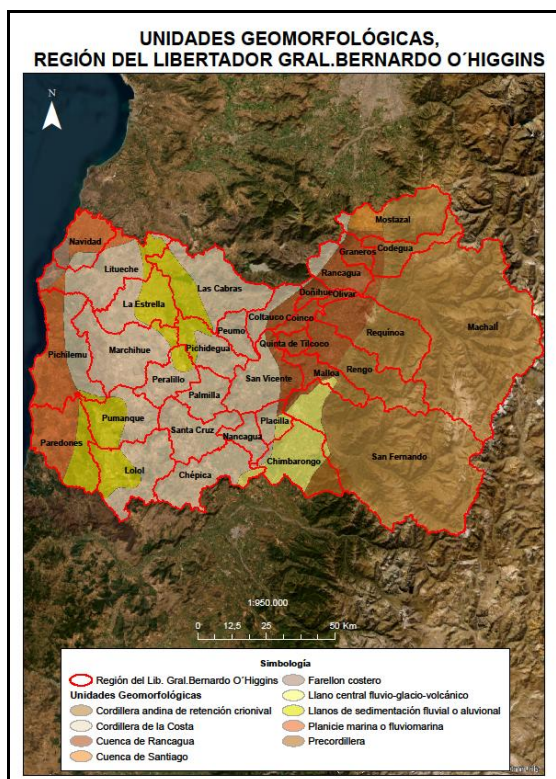 UNIDADES GEOMORFOLÓGICAS,
REGIÓN DEL LIBERTADOR GRAL.BERNARDO O´HIGGINS
N
Mostazal
Navidad
Codegua
Graneros
Litueche
Rancagua
Las Cabras
Machalí
La Estrella
Doñihue
Olivar
Coltauco
Coinco
Peumo
Requinoa
Pichilemu
Marchihue
Pichidegua
Quinta de Tilcoco
Rengo
Malloa
Peralillo
San Vicente
Palmilla
Pumanque
Placilla
Santa Cruz
Nancagua
San Fernando
Paredones
Lolol
Chépica
Chimbarongo
1:950.000
0 12,5 25 50 Km
Simbología
Región del Lib. Gral.Bernardo O´Higgins
Unidades Geomorfológicas
Cordillera andina de retención crionival
Cordillera de la Costa
Cuenca de Rancagua
Cuenca de Santiago
Farellon costero
Llano central fluvio-glacio-volcánico
Llanos de sedimentación fluvial o aluvional
Planicie marina o fluviomarina
Precordillera